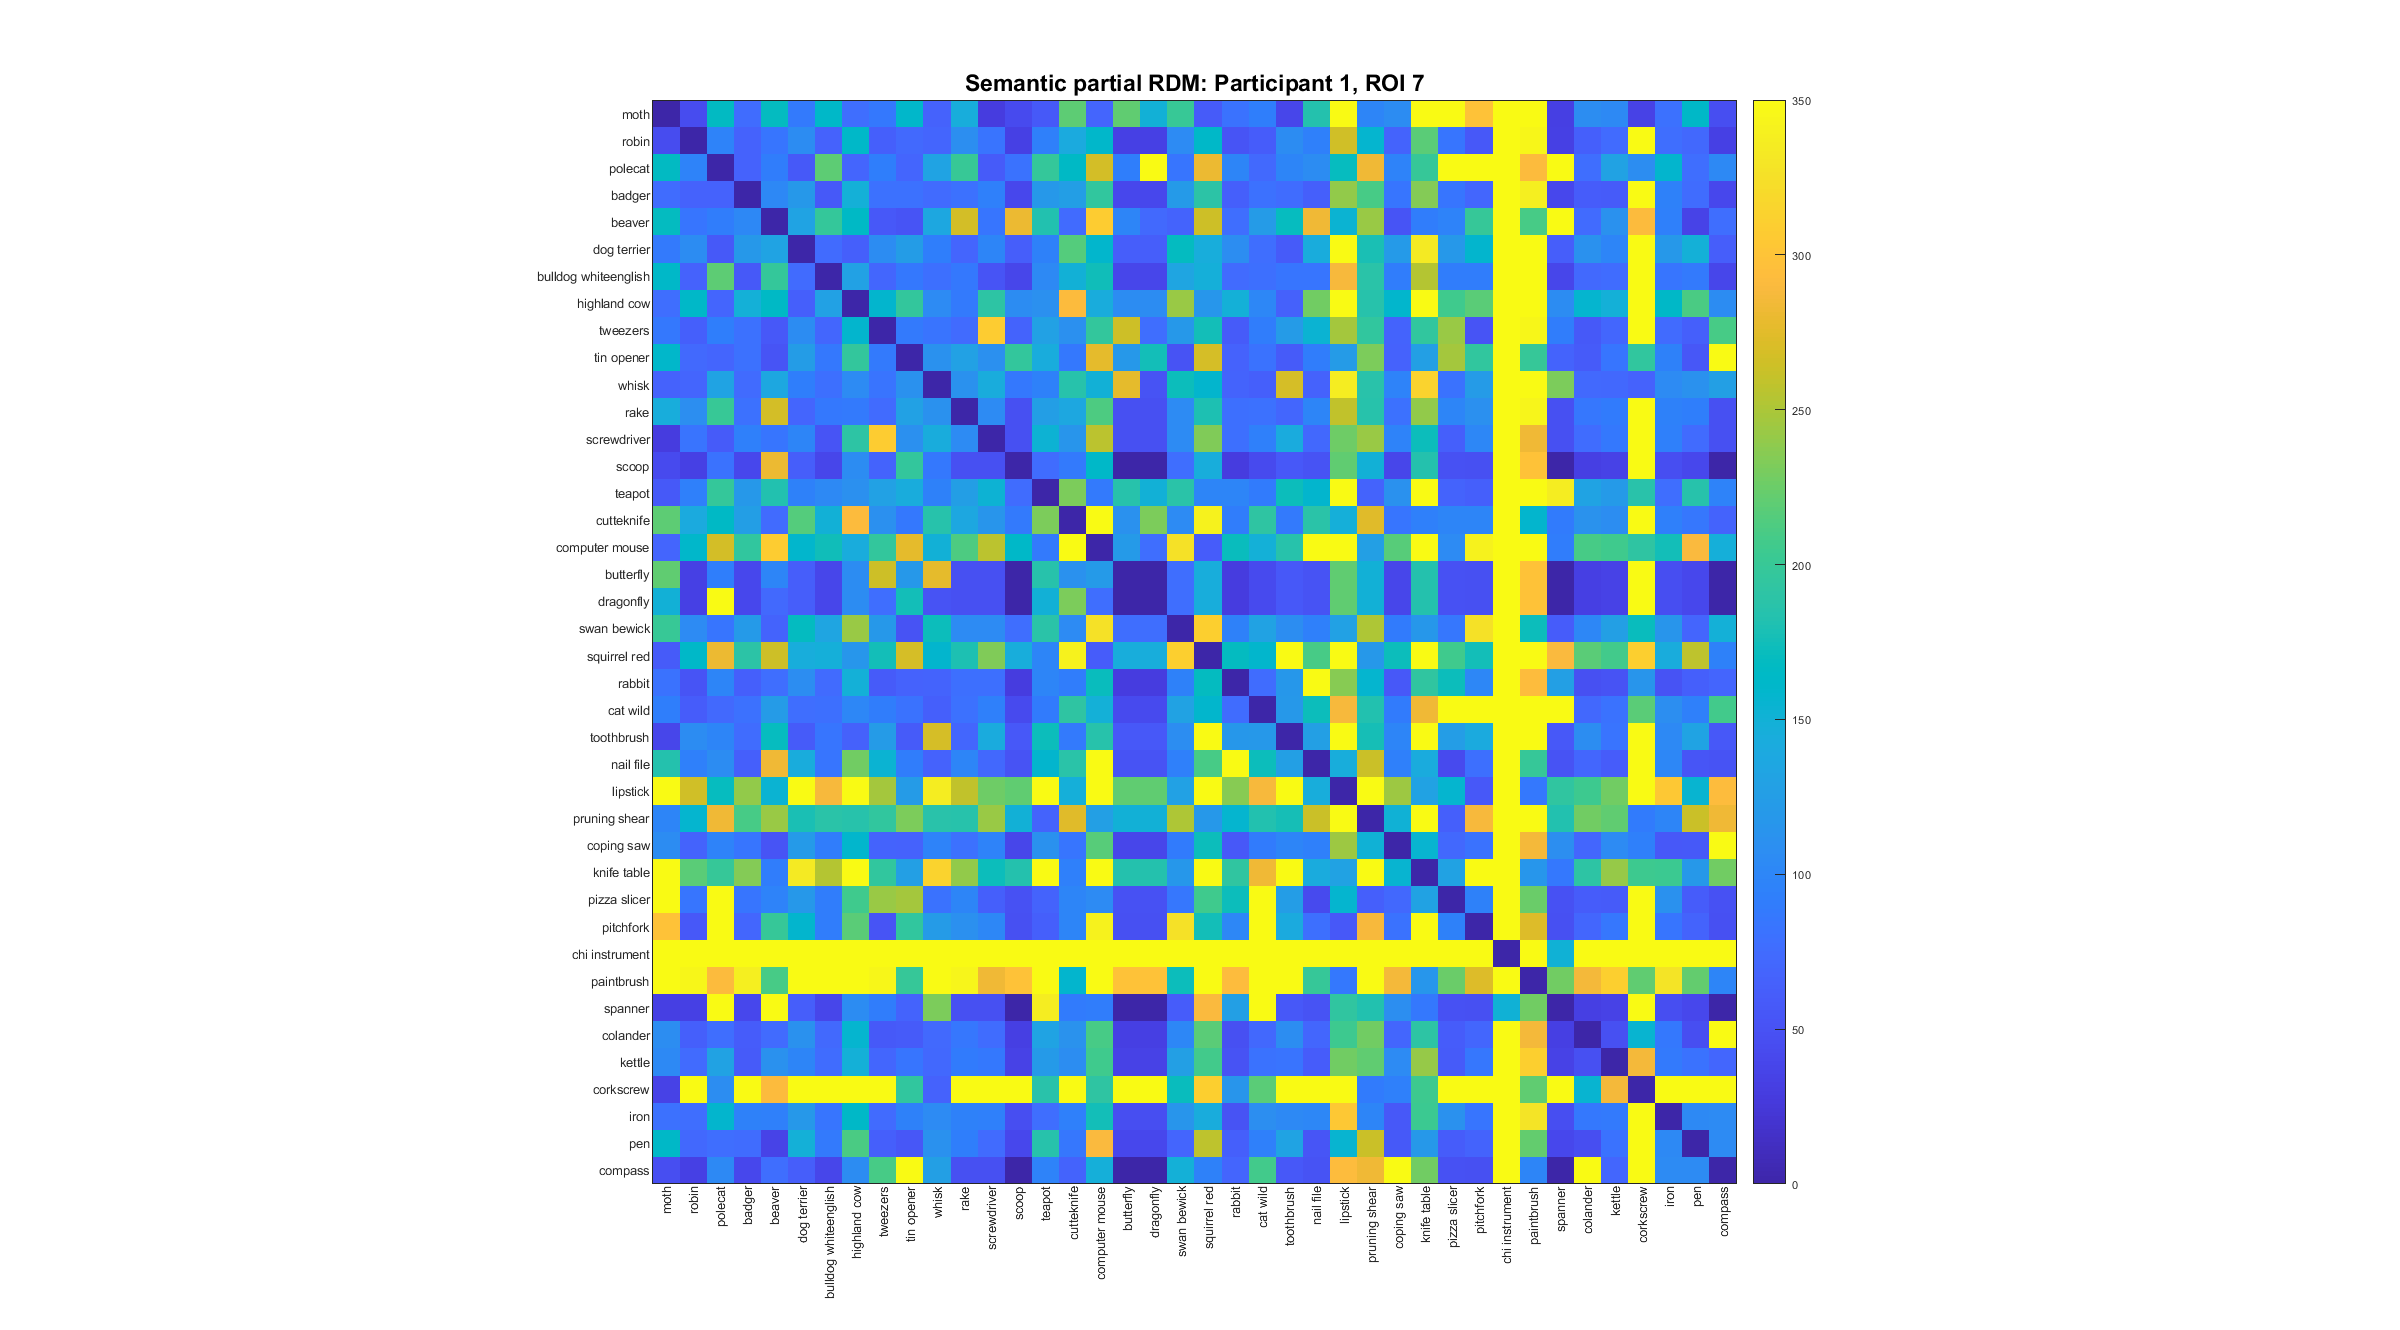 Semantic partial RDM: Participant 1, ROI 7
moth
robin
polecat
badger
beaver
dog terrier
bulldog whiteenglish
highland cow
tweezers
tin opener
whisk
rake
screwdriver
scoop
teapot
cutteknife
computer mouse
butterfly
dragonfly
swan bewick
squirrel red
rabbit
cat wild
toothbrush
nail file
lipstick
pruning shear
coping saw
knife table
pizza slicer
pitchfork
chi instrument
paintbrush
spanner
colander
kettle
corkscrew
iron
pen
compass
moth
robin
polecat
badger
beaver
dog terrier
bulldog whiteenglish
highland cow
tweezers
tin opener
whisk
rake
screwdriver
scoop
teapot
cutteknife
computer mouse
butterfly
dragonfly
swan bewick
squirrel red
rabbit
cat wild
toothbrush
nail file
lipstick
pruning shear
coping saw
knife table
pizza slicer
pitchfork
chi instrument
paintbrush
spanner
colander
kettle
corkscrew
iron
pen
compass
350
300
250
200
150
100
50
0